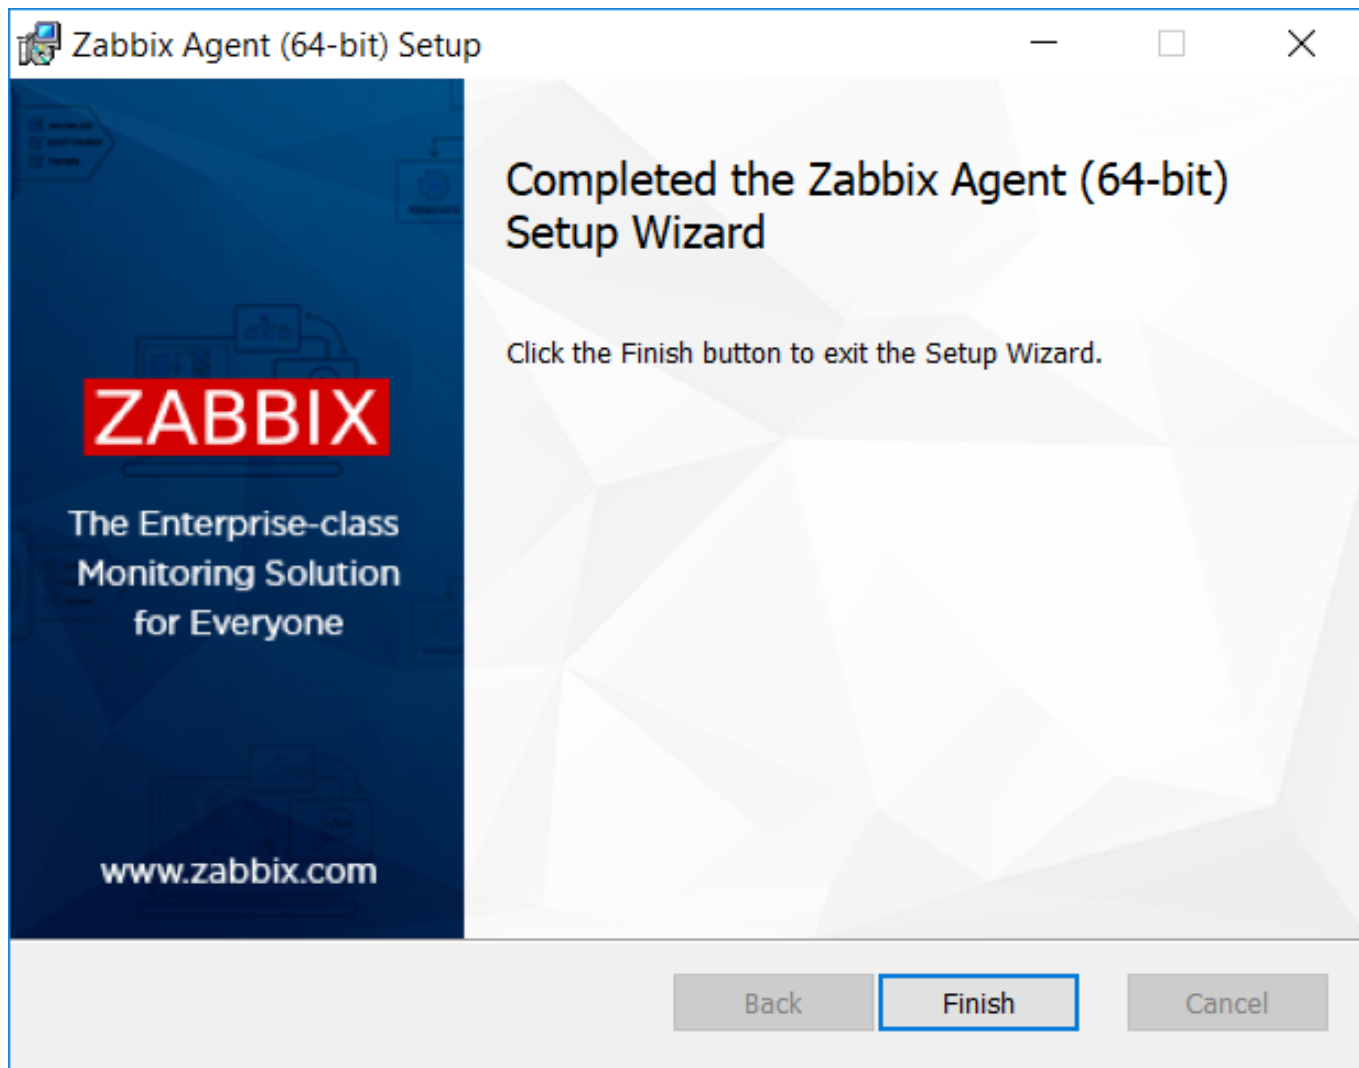 Zabbix Agent (64-bit) Setup
Completed the Zabbix Agent (64-bit)
Setup Wizard
Click the Finish button to exit the Setup Wizard.
ZABBIX
The Enterprise-class
Monitoring Solution
for Everyone
www.zabbix.com
Back
Finish
Cancel